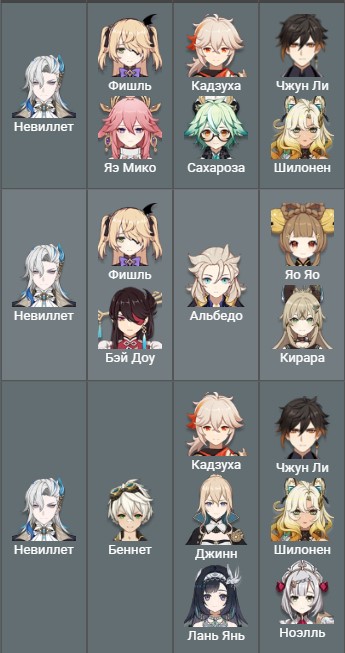 Невиллет
Фишль
Яэ Мико
Кадзуха
Сахароза
Чжун Ли
Шилонен
Невиллет
Фишль
Бэй Доу
Альбедо
Яо Яо
Кирара
Невиллет
Беннет
Кадзуха
Джинн
Лань Янь
Чжун Ли
Шилонен
Ноэлль